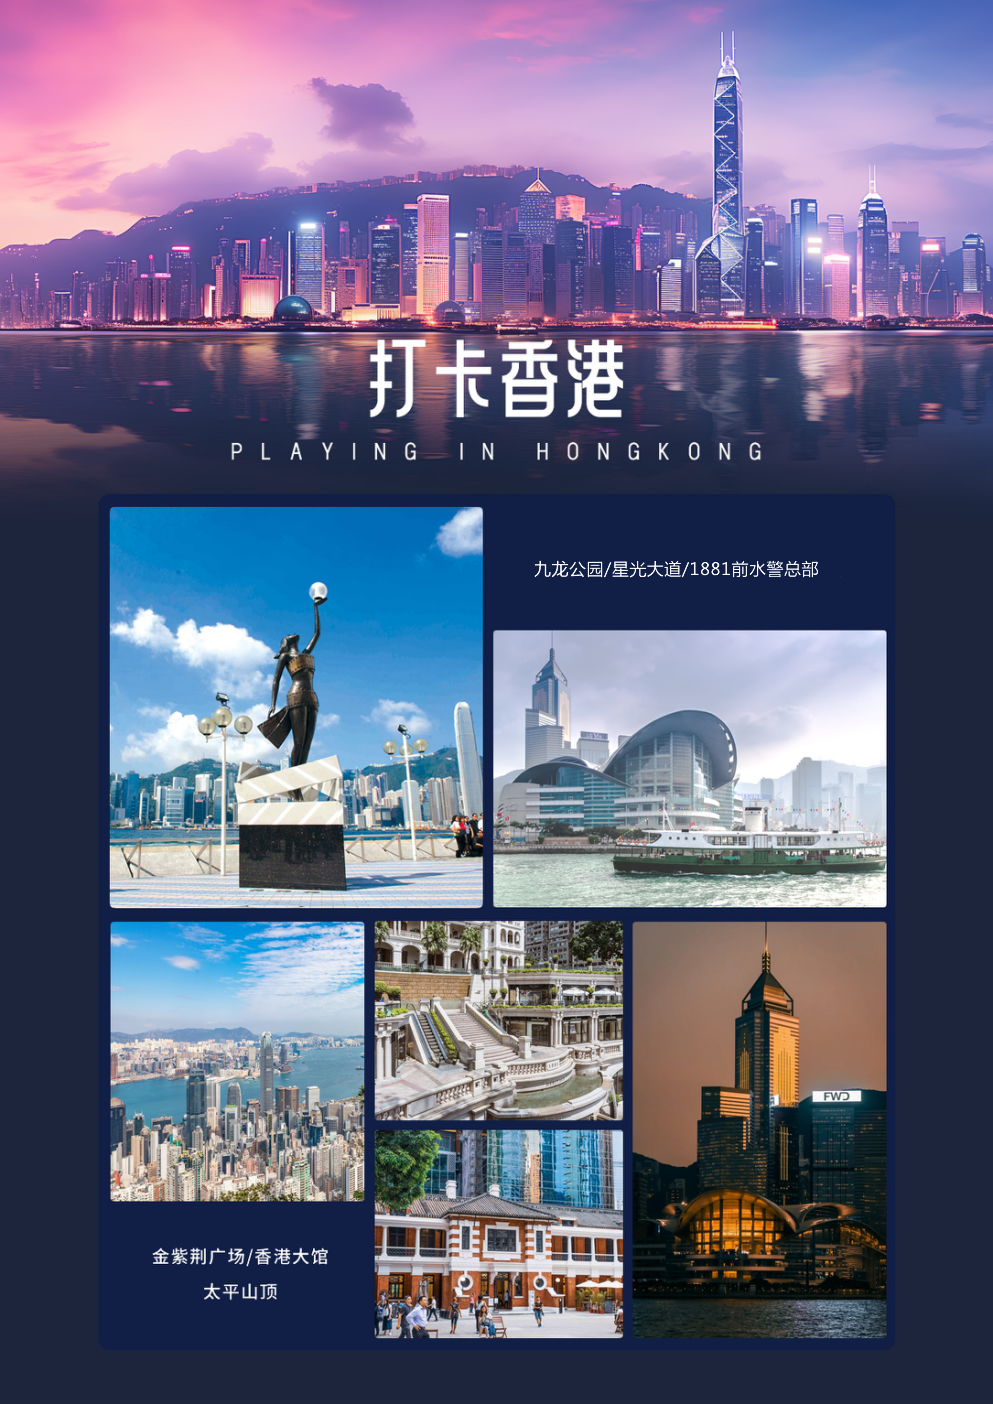 打卡香港
PLAYING IN HONGKONG
九龙公园/星光大道/1881前水警总部
FWD
金紫荆广场/香港大馆
太平山顶